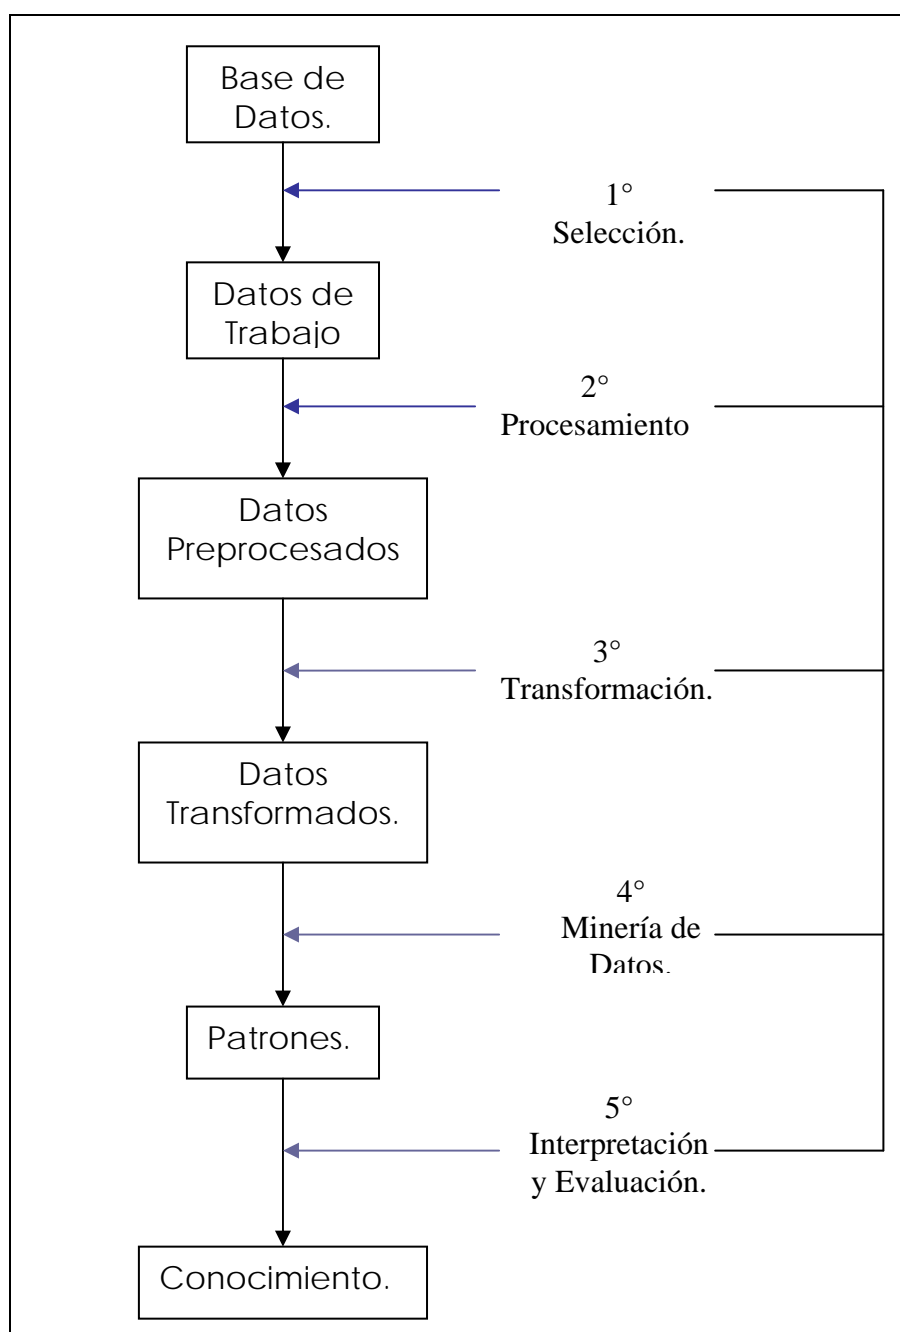 Base de
Datos.
1°
Selección.
Datos de
Trabajo
2°
Procesamiento
Datos
Preprocesados
3°
Transformación.
Datos
Transformados.
4°
Minería de
Datos.
Patrones.
5°
Interpretación
y Evaluación.
Conocimiento.